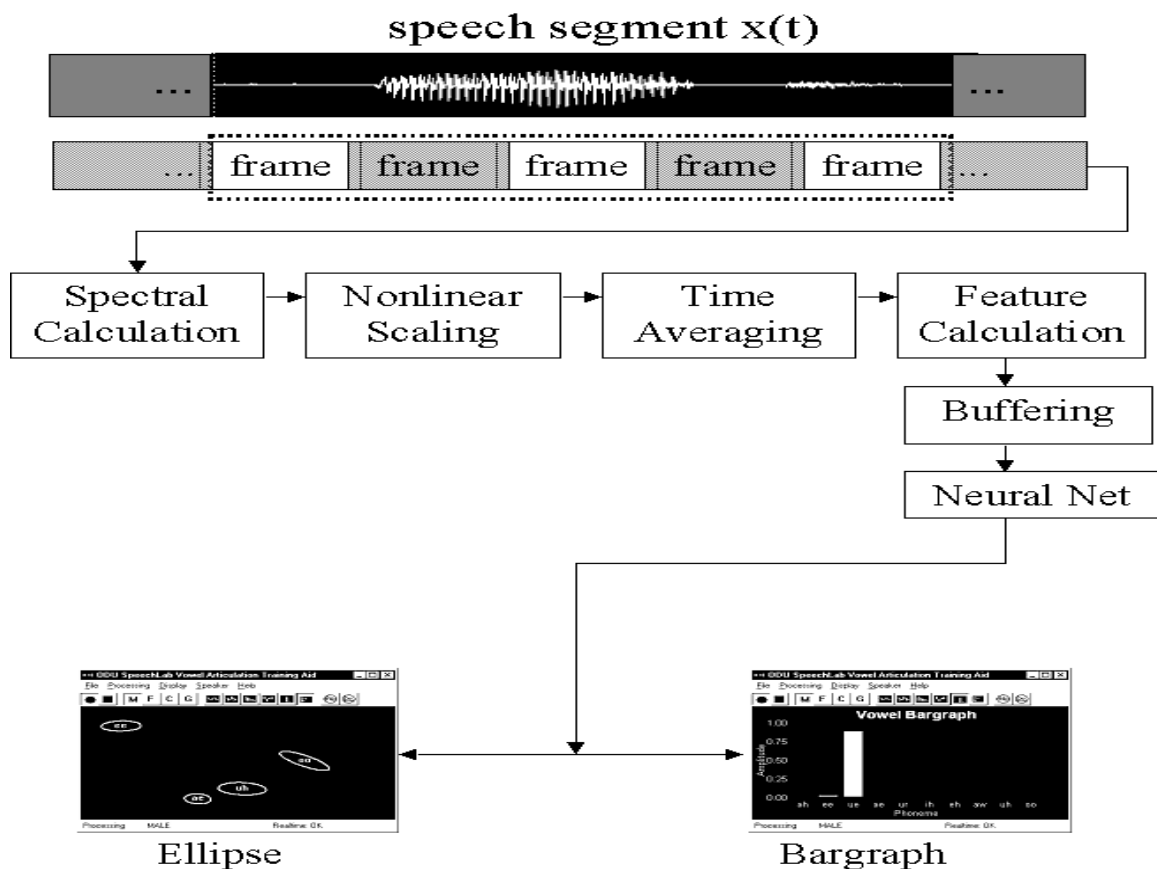 speech segment x(t)
... ...
... frame frame frame frame frame ...
Spectral
Calculation
Nonlinear
Scaling
Time
Averaging
Feature
Calculation
Buffering
Neural Net
ODU SpeechLab Vowel Articulation Training Aid
File Processing Display Speaker Help
M F C G
ae
uh
Processing MALE Realtime: OK
Ellipse
ODU SpeechLab Vowel Articulation Training Aid
File Processing Display Speaker Help
M F C G
Vowel Bargraph
Amplitude
1.00
0.75
0.50
0.25
0.00
ah ee ue ae ur ih eh aw uh oo
Phoneme
Processing MALE Realtime: OK
Bargraph